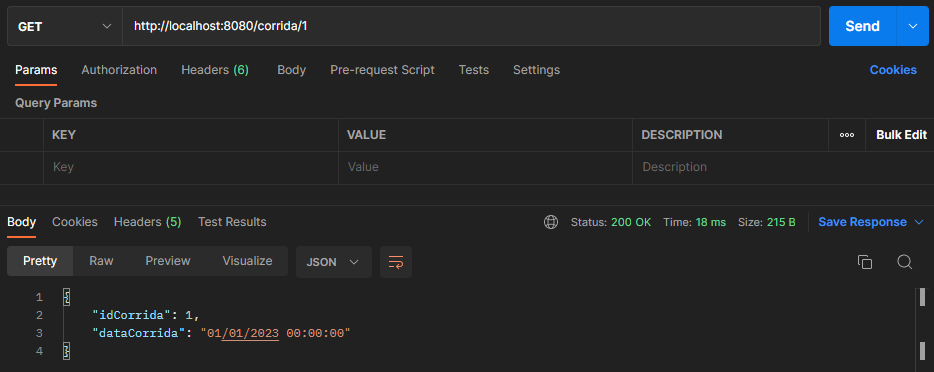 GET http://localhost:8080/corrida/1 Send
Params Authorization Headers (6) Body Pre-request Script Tests Settings Cookies
Query Params
KEY VALUE DESCRIPTION ooo Bulk Edit
Key Value Description
Body Cookies Headers (5) Test Results Status: 200 OK Time: 18 ms Size: 215 B Save Response
Pretty Raw Preview Visualize JSON
1 {
2 "idCorrida": 1,
3 "dataCorrida": "01/01/2023 00:00:00"
4 }